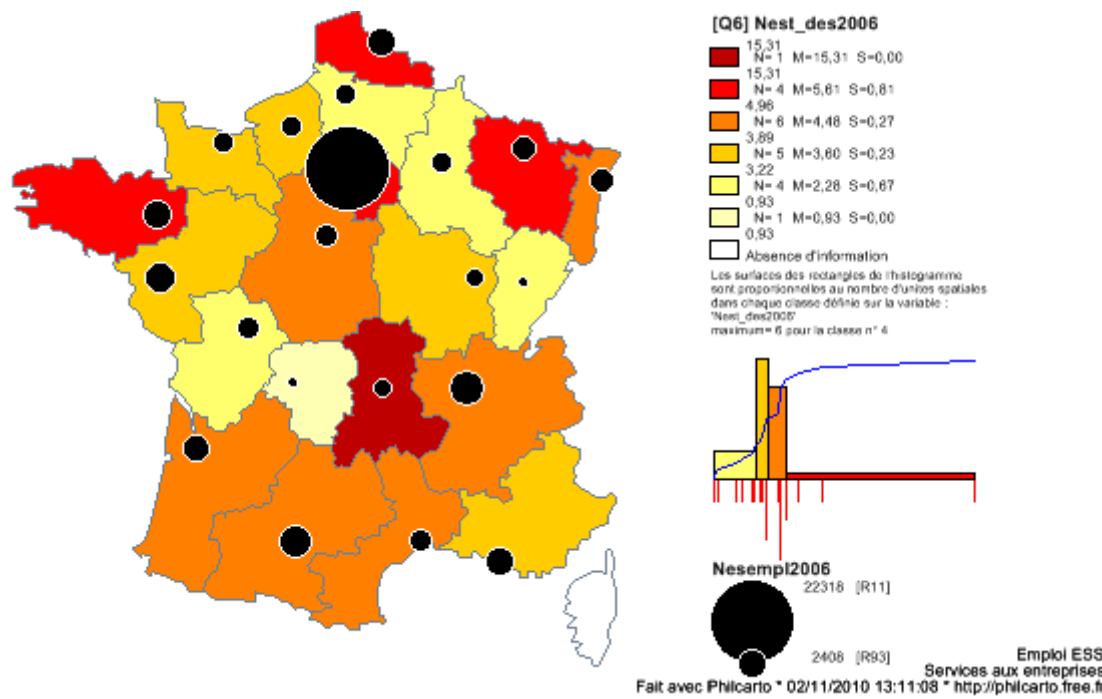 [Q6] Nest_des2006
15,31
N= 1 M=15,31 S=0,00
15,31
N= 4 M=5,61 S=0,81
4,96
N= 6 M=4,48 S=0,27
3,89
N= 5 M=3,60 S=0,23
3,22
N= 4 M=2,28 S=0,67
0,93
N= 1 M=0,93 S=0,00
0,93
Absence d'information
Les surfaces des rectangles de l'histogramme
sont proportionnelles au nombre d'unites spatiales
dans chaque classe définie sur la variable :
'Nest_des2006'
maximum= 6 pour la classe n° 4
Nesempl2006
22318 [R11]
2408 [R93]
Emploi ESS
Services aux entreprises
Fait avec Philcarto * 02/11/2010 13:11:08 * http://philcarto.free.fr